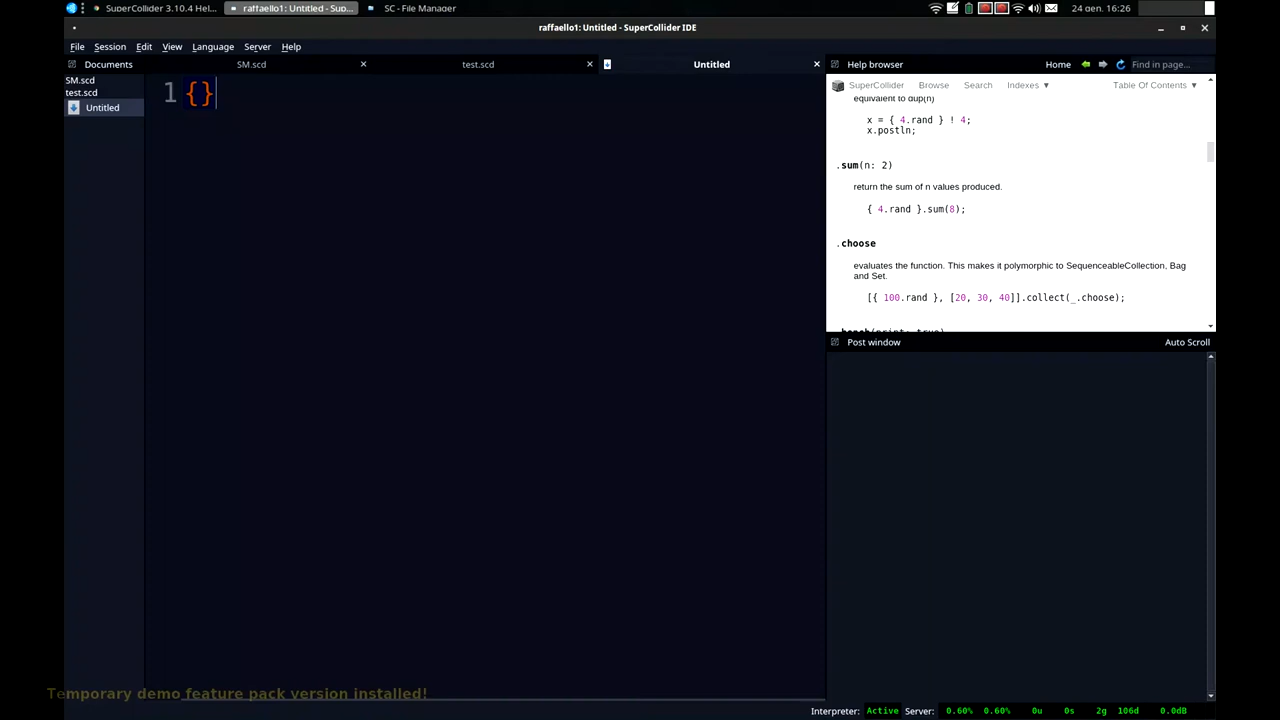 SuperCollider 3.10.4 Hel...
raffaello1: Untitled - Sup...
SC - File Manager
24 gen, 16:26
raffaello1: Untitled - SuperCollider IDE
File Session Edit View Language Server Help
Documents
SM.scd
test.scd
Untitled
SM.scd
test.scd
Untitled
1 {}
Help browser
Home
Find in page...
SuperCollider Browse Search Indexes ▼ Table Of Contents ▼
equivalent to dup(n)
x = { 4.rand } ! 4;
x.postln;
.sum(n: 2)
return the sum of n values produced.
{ 4.rand }.sum(8);
.choose
evaluates the function. This makes it polymorphic to SequenceableCollection, Bag
and Set.
[{ 100.rand }, [20, 30, 40]].collect(_.choose);
.bench(print: true)
Post window
Auto Scroll
Temporary demo feature pack version installed!
Interpreter: Active Server: 0.60% 0.60% 0u 0s 2g 106d 0.0dB